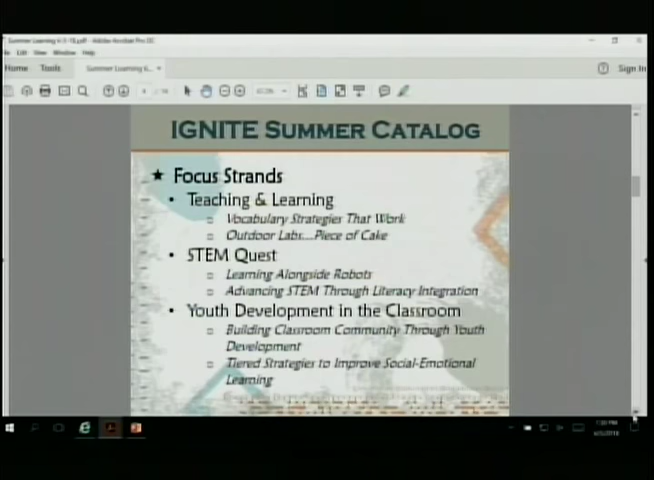 Sign In
Home
Tools
IGNITE SUMMER CATALOG
★ Focus Strands
• Teaching & Learning
Vocabulary Strategies That Work
Outdoor Labs...Piece of Cake
• STEM Quest
Learning Alongside Robots
Advancing STEM Through Literacy Integration
• Youth Development in the Classroom
Building Classroom Community Through Youth
Development
Tiered Strategies to Improve Social-Emotional
Learning